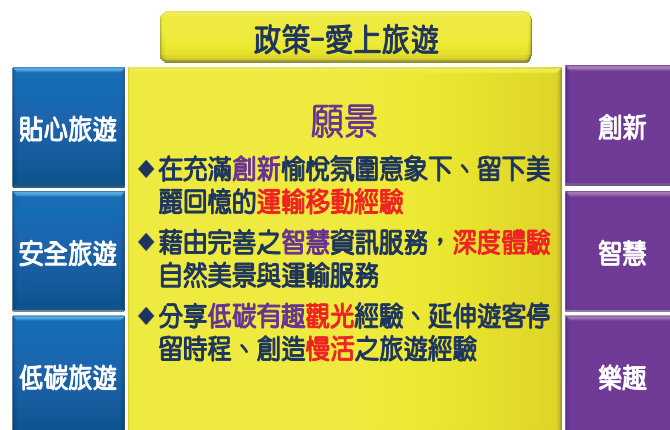 政策-愛上旅遊
貼心旅遊
安全旅遊
低碳旅遊
願景
◆在充滿創新愉悅氛圍意象下、留下美
麗回憶的運輸移動經驗
◆藉由完善之智慧資訊服務，深度體驗
自然美景與運輸服務
◆分享低碳有趣觀光經驗、延伸遊客停
留時程、創造慢活之旅遊經驗
創新
智慧
樂趣